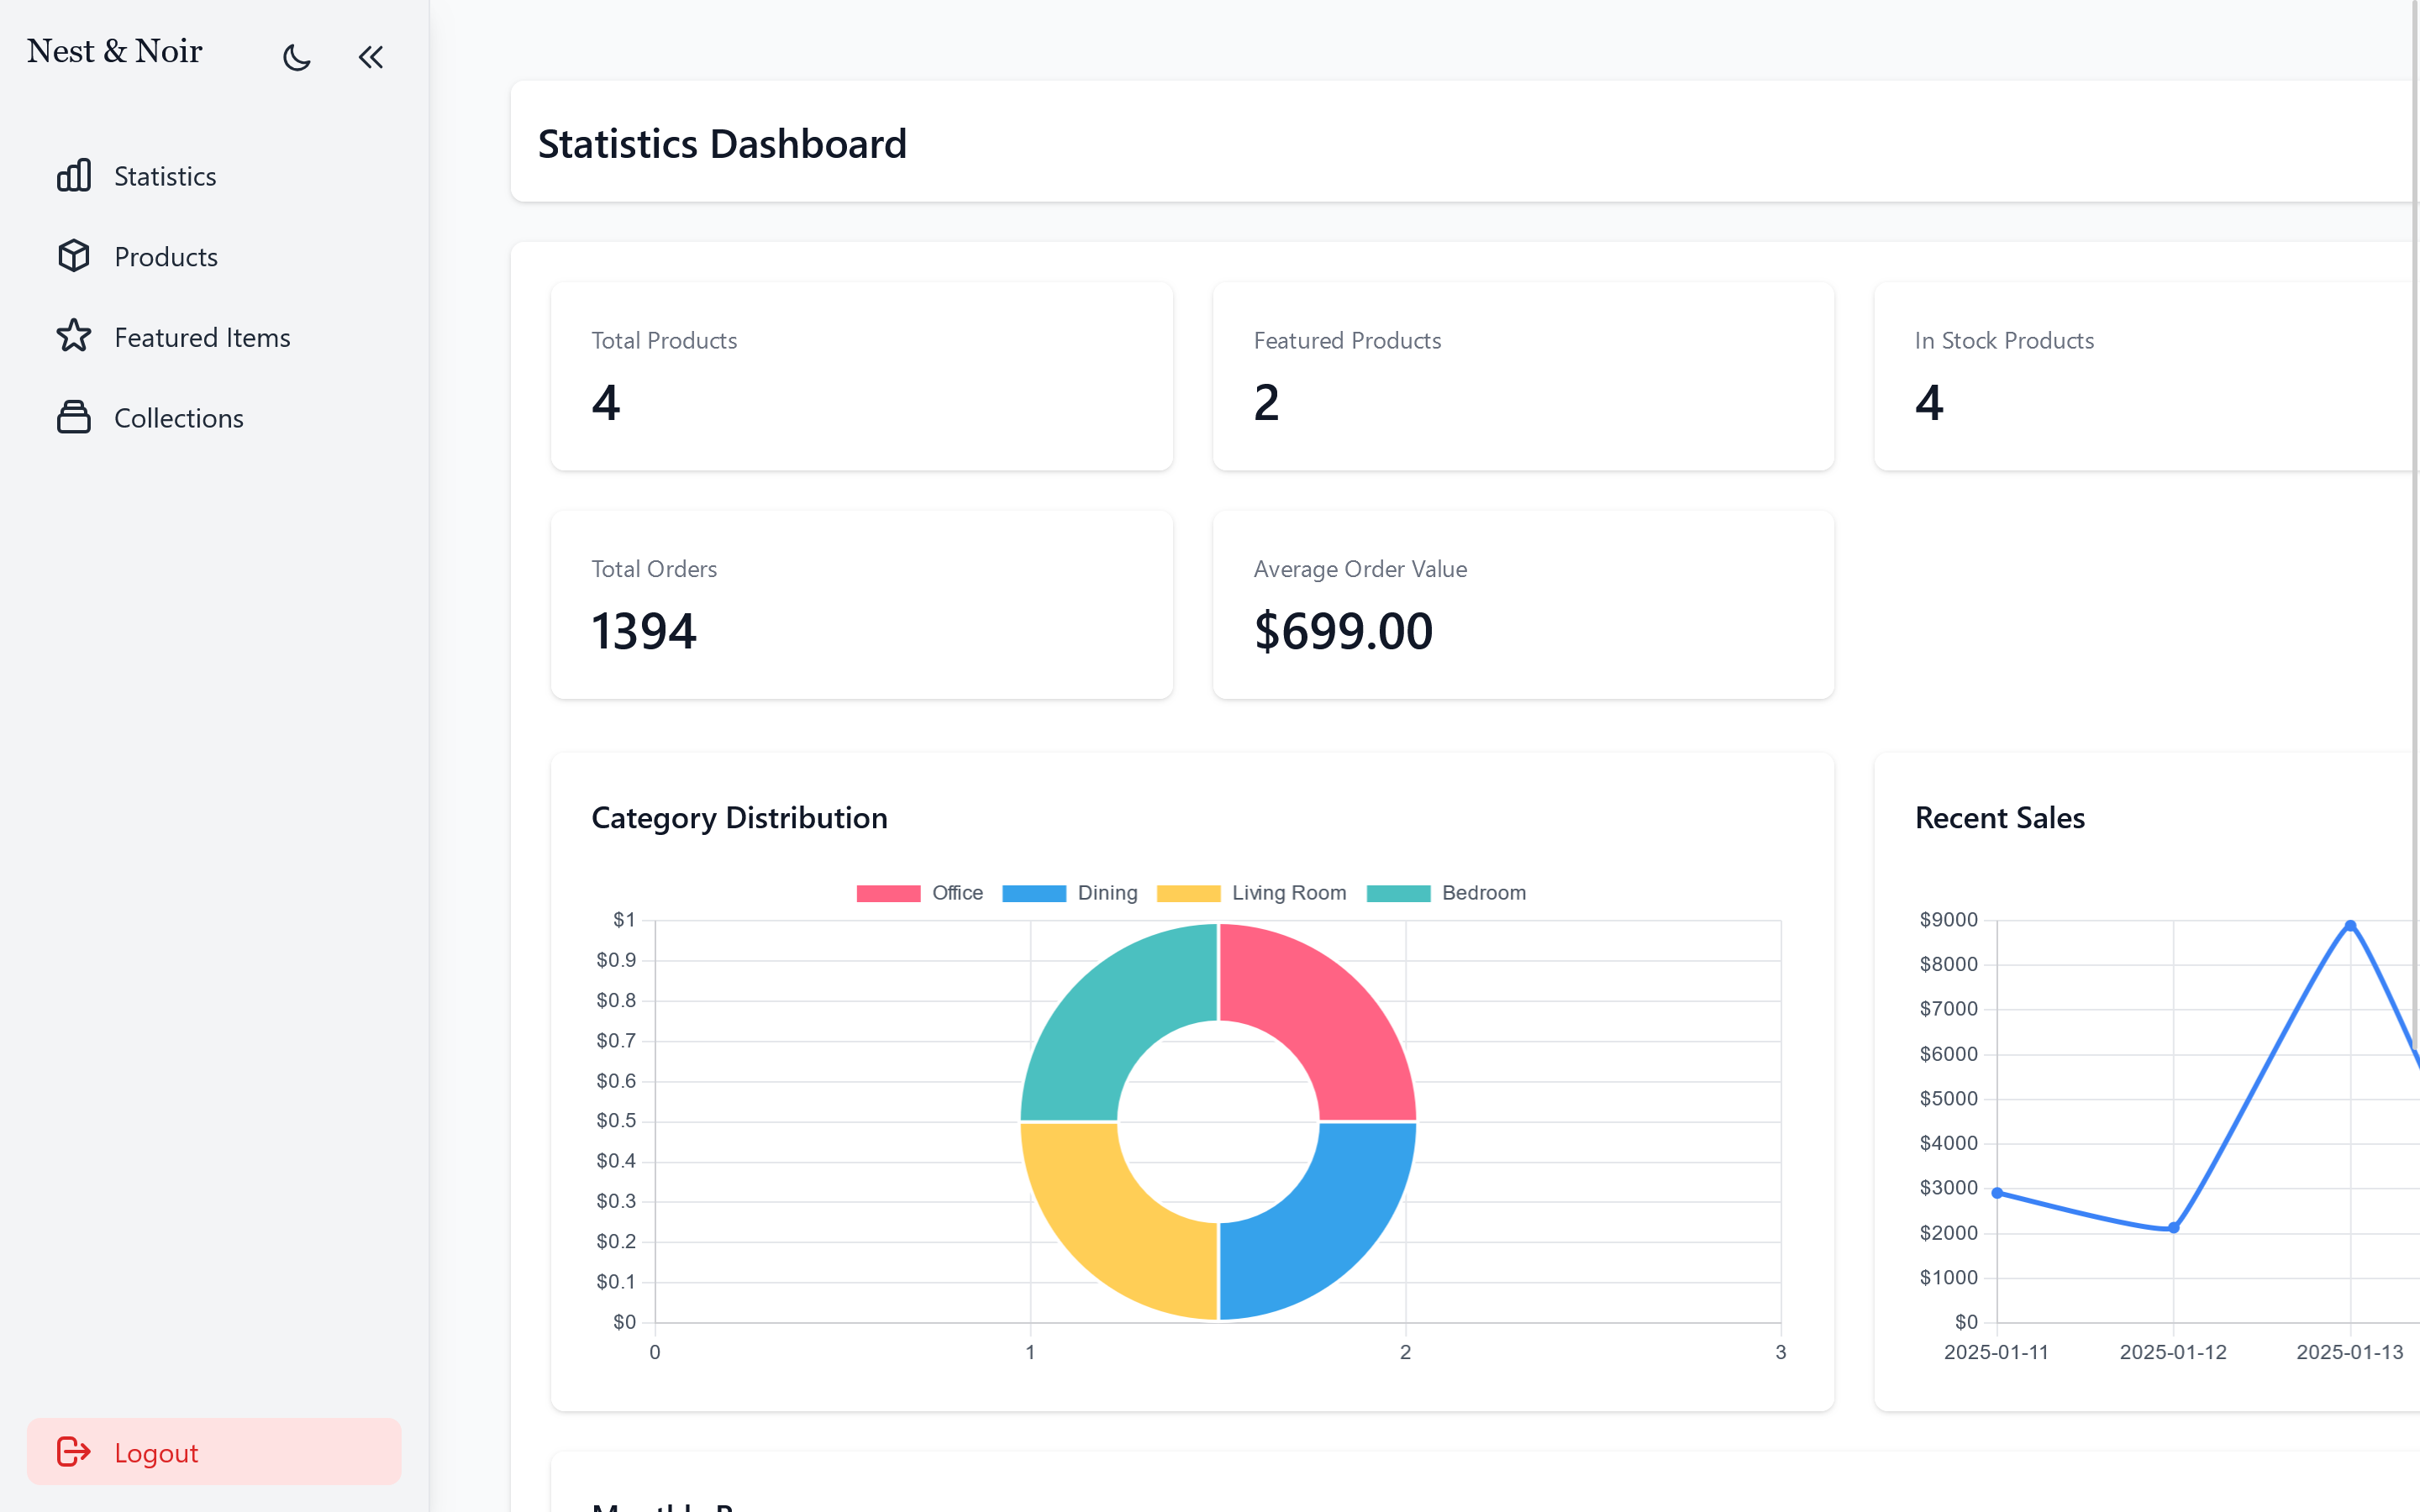 Nest & Noir
Statistics
Products
Featured Items
Collections
Logout
Statistics Dashboard
Total Products
4
Featured Products
2
In Stock Products
4
Total Orders
1394
Average Order Value
$699.00
Category Distribution
Office Dining Living Room Bedroom
$1
$0.9
$0.8
$0.7
$0.6
$0.5
$0.4
$0.3
$0.2
$0.1
$0
0 1 2 3
Recent Sales
$9000
$8000
$7000
$6000
$5000
$4000
$3000
$2000
$1000
$0
2025-01-11 2025-01-12 2025-01-13
Monthly